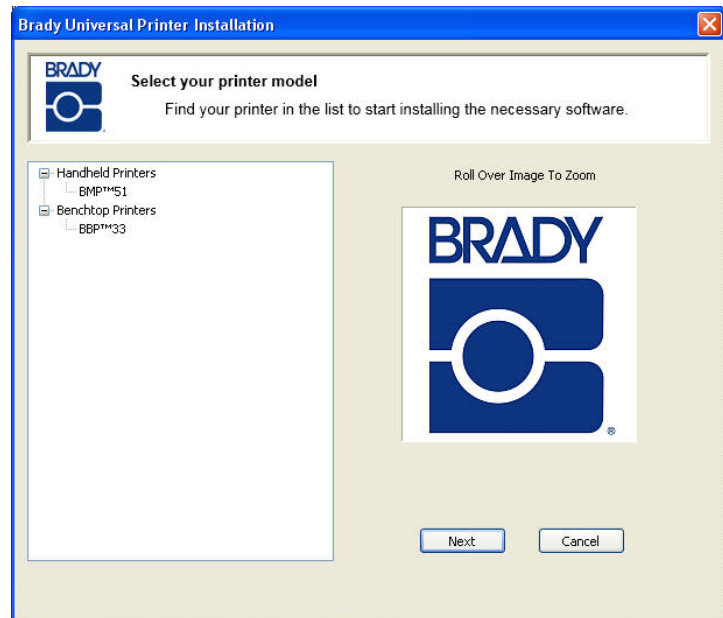 Brady Universal Printer Installation
BRADY
Select your printer model
Find your printer in the list to start installing the necessary software.
Handheld Printers
BMP™51
Benchtop Printers
BBP™33
Roll Over Image To Zoom
BRADY
®
Next
Cancel